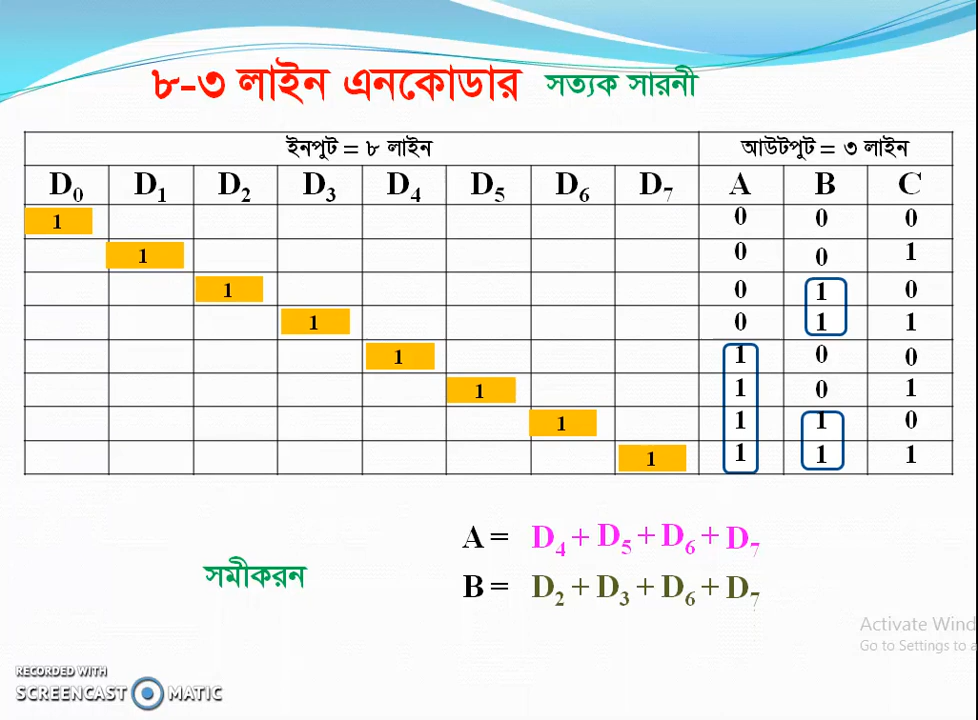 ৮-৩ লাইন এনকোডার সত্যক সারনী
ইনপুট = ৮ লাইন আউটপুট = ৩ লাইন
D0 D1 D2 D3 D4 D5 D6 D7 A B C
1 0 0 0
1 0 0 1
1 0 1 0
1 0 1 1
1 1 0 0
1 1 0 1
1 1 1 0
1 1 1 1
A = D4 + D5 + D6 + D7
সমীকরন
B = D2 + D3 + D6 + D7
Activate Wind
Go to Settings to a
RECORDED WITH
SCREENCAST MATIC